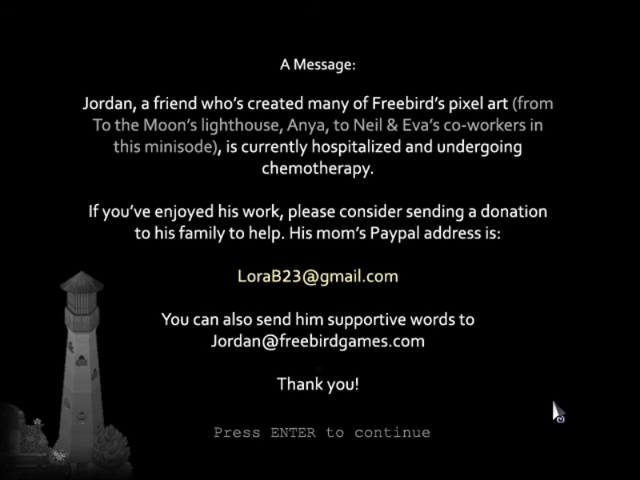 A Message:
Jordan, a friend who's created many of Freebird's pixel art (from
To the Moon's lighthouse, Anya, to Neil & Eva's co-workers in
this minisode), is currently hospitalized and undergoing
chemotherapy.
If you've enjoyed his work, please consider sending a donation
to his family to help. His mom's Paypal address is:
LoraB23@gmail.com
You can also send him supportive words to
Jordan@freebirdgames.com
Thank you!
Press ENTER to continue